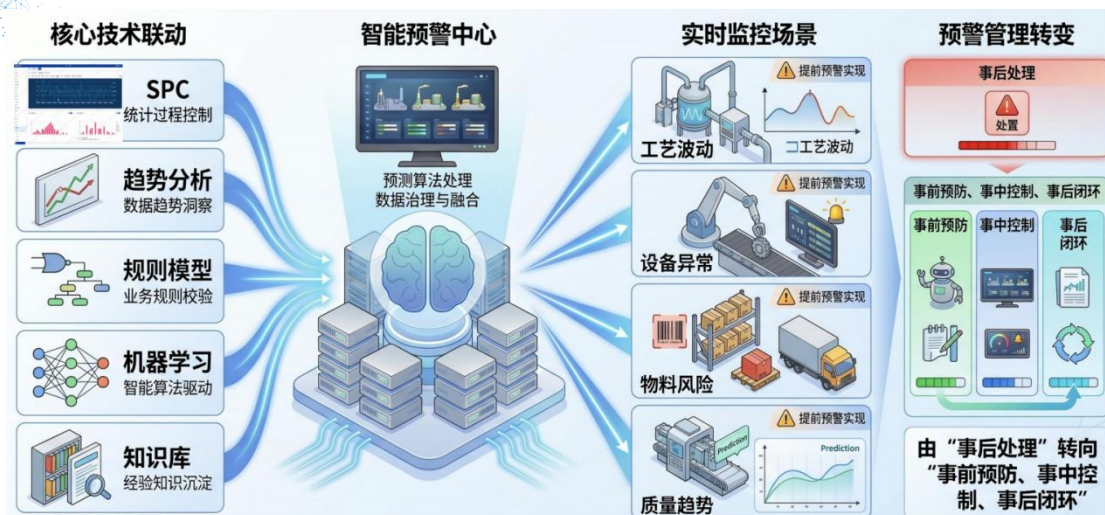 核心技术联动
SPC
统计过程控制
趋势分析
数据趋势洞察
规则模型
业务规则校验
机器学习
智能算法驱动
知识库
经验知识沉淀
智能预警中心
预测算法处理
数据治理与融合
实时监控场景
提前预警实现
工艺波动
工艺波动
提前预警实现
设备异常
提前预警实现
物料风险
提前预警实现
Prediction
Prediction
质量趋势
预警管理转变
事后处理
处置
事前预防、事中控制、事后闭环
事前预防
事中控制
事后
闭环
由“事后处理”转向
“事前预防、事中控
制、事后闭环”